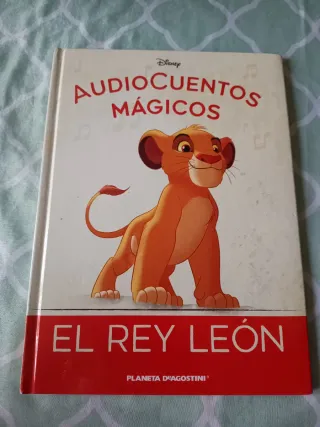 Disney
AUDIOCUENTOS
MÁGICOS
EL REY LEÓN
PLANETA DEAGOSTINI